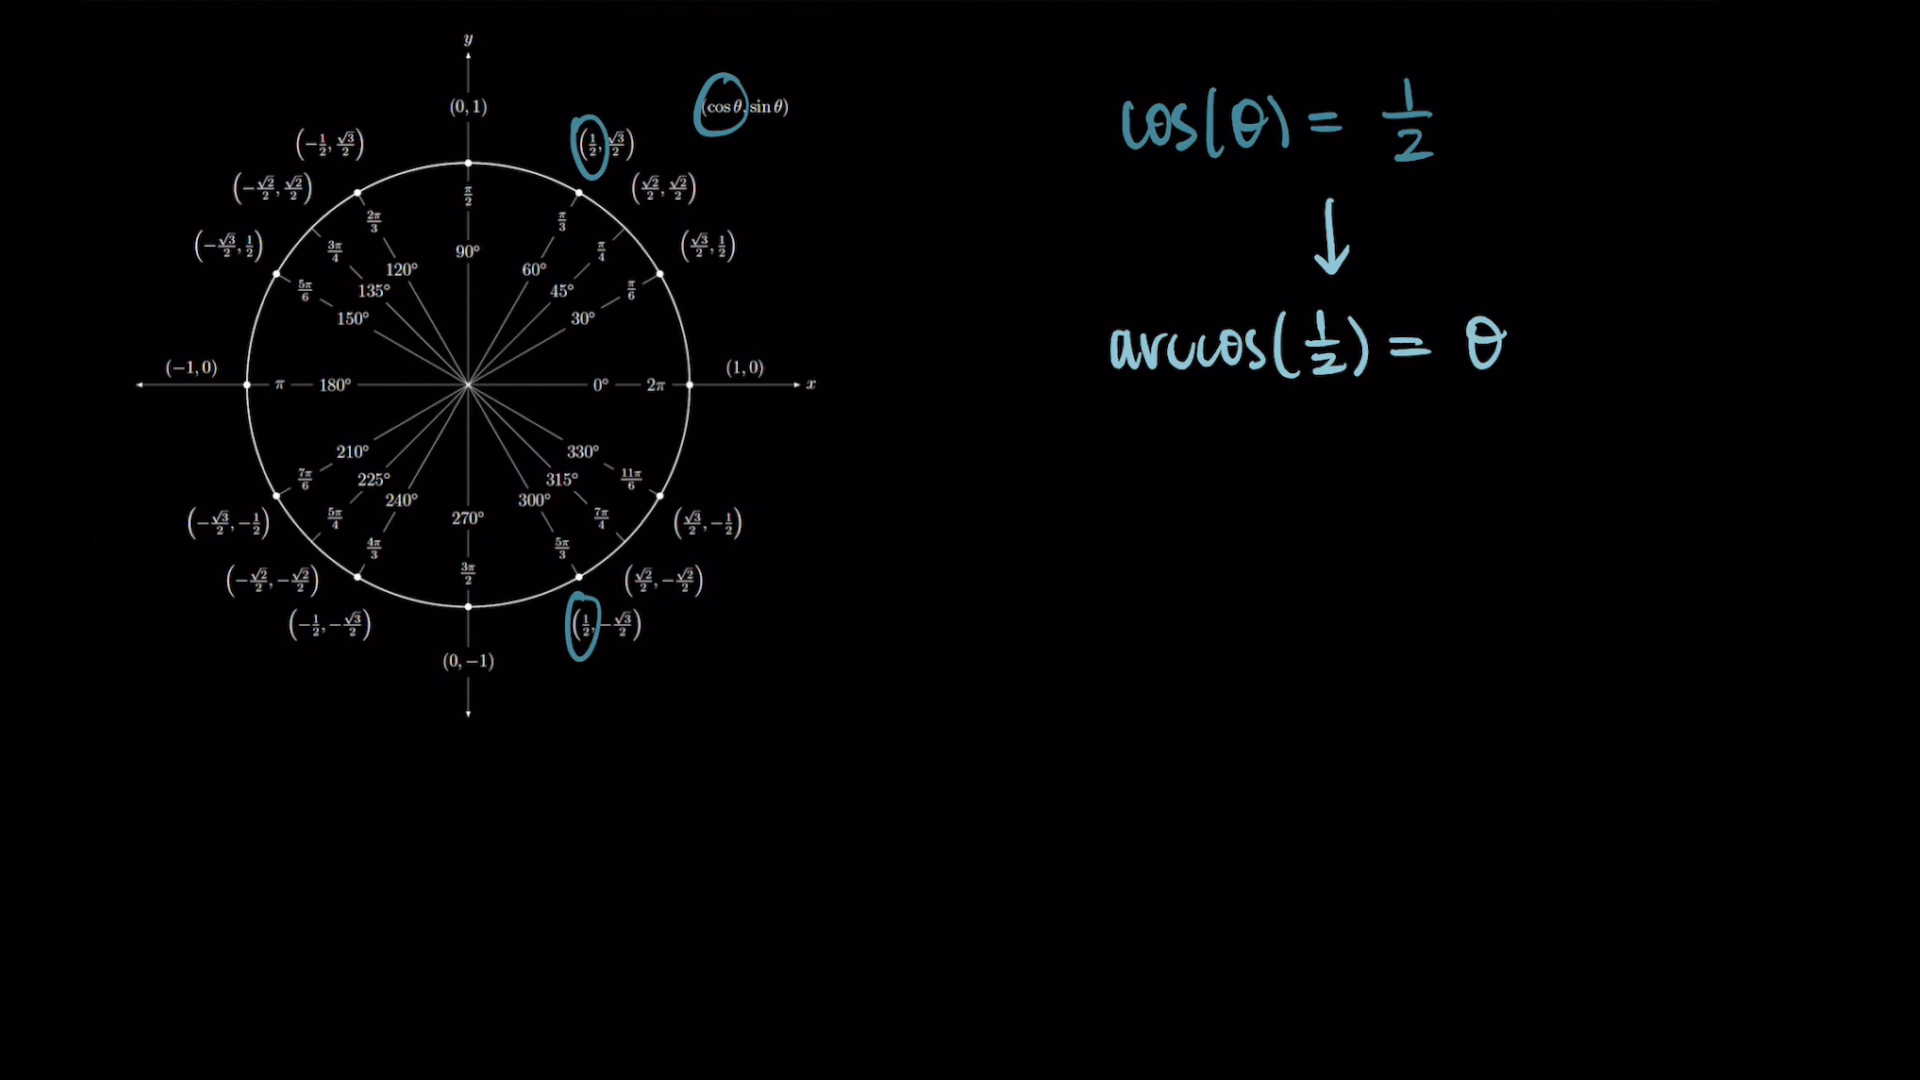 y
(0, 1)
(cos θ, sin θ)
(-1/2, √3/2)
(1/2, √3/2)
(-√2/2, √2/2)
(√2/2, √2/2)
(-√3/2, 1/2)
(√3/2, 1/2)
π/2
2π/3
π/3
3π/4
π/4
90°
120°
60°
5π/6
135°
45°
π/6
150°
30°
(-1, 0)
(1, 0)
π 180° 0° 2π x
210°
330°
7π/6
225°
315°
11π/6
240°
300°
5π/4
270°
7π/4
(-√3/2, -1/2)
(√3/2, -1/2)
4π/3
5π/3
3π/2
(-√2/2, -√2/2)
(√2/2, -√2/2)
(-1/2, -√3/2)
(1/2, -√3/2)
(0, -1)
cos(θ) = 1/2
↓
arccos(1/2) = θ